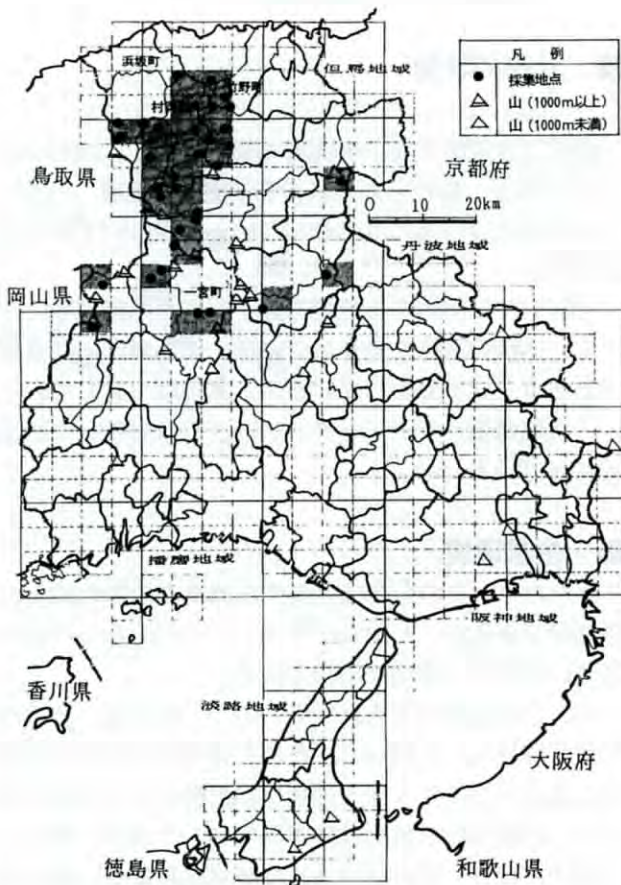 凡 例
採集地点
山 (1000m以上)
山 (1000m未満)
浜坂町
但馬地域
竹野町
鳥取県
京都府
0 10 20km
丹波地域
岡山県
一宮町
播磨地域
阪神地域
香川県
淡路地域
大阪府
徳島県
和歌山県